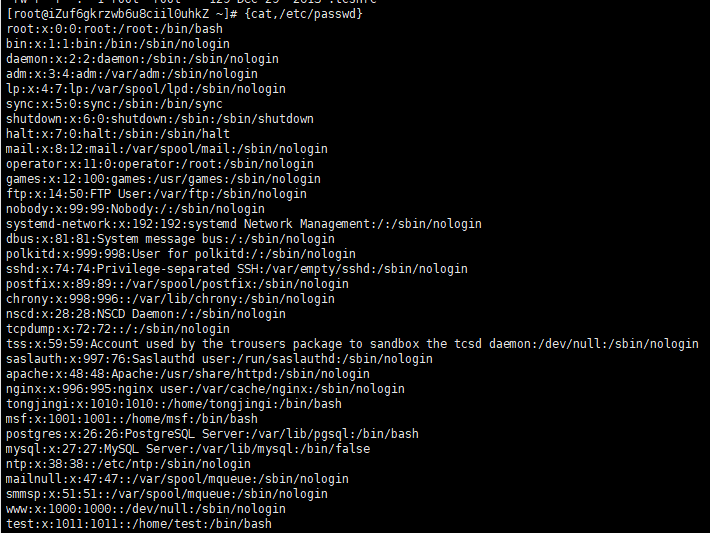 [root@iZuf6gkrzwb6u8ciil0uhkZ ~]# {cat,/etc/passwd}
root:x:0:0:root:/root:/bin/bash
bin:x:1:1:bin:/bin:/sbin/nologin
daemon:x:2:2:daemon:/sbin:/sbin/nologin
adm:x:3:4:adm:/var/adm:/sbin/nologin
lp:x:4:7:lp:/var/spool/lpd:/sbin/nologin
sync:x:5:0:sync:/sbin:/bin/sync
shutdown:x:6:0:shutdown:/sbin:/sbin/shutdown
halt:x:7:0:halt:/sbin:/sbin/halt
mail:x:8:12:mail:/var/spool/mail:/sbin/nologin
operator:x:11:0:operator:/root:/sbin/nologin
games:x:12:100:games:/usr/games:/sbin/nologin
ftp:x:14:50:FTP User:/var/ftp:/sbin/nologin
nobody:x:99:99:Nobody:/:/sbin/nologin
systemd-network:x:192:192:systemd Network Management:/:/sbin/nologin
dbus:x:81:81:System message bus:/:/sbin/nologin
polkitd:x:999:998:User for polkitd:/:/sbin/nologin
sshd:x:74:74:Privilege-separated SSH:/var/empty/sshd:/sbin/nologin
postfix:x:89:89::/var/spool/postfix:/sbin/nologin
chrony:x:998:996::/var/lib/chrony:/sbin/nologin
nscd:x:28:28:NSCD Daemon:/:/sbin/nologin
tcpdump:x:72:72::/:/sbin/nologin
tss:x:59:59:Account used by the trousers package to sandbox the tcsd daemon:/dev/null:/sbin/nologin
saslauth:x:997:76:Saslauthd user:/run/saslauthd:/sbin/nologin
apache:x:48:48:Apache:/usr/share/httpd:/sbin/nologin
nginx:x:996:995:nginx user:/var/cache/nginx:/sbin/nologin
tongjingi:x:1010:1010::/home/tongjingi:/bin/bash
msf:x:1001:1001::/home/msf:/bin/bash
postgres:x:26:26:PostgreSQL Server:/var/lib/pgsql:/bin/bash
mysql:x:27:27:MySQL Server:/var/lib/mysql:/bin/false
ntp:x:38:38::/etc/ntp:/sbin/nologin
mailnull:x:47:47::/var/spool/mqueue:/sbin/nologin
smmsp:x:51:51::/var/spool/mqueue:/sbin/nologin
www:x:1000:1000::/dev/null:/sbin/nologin
test:x:1011:1011::/home/test:/bin/bash